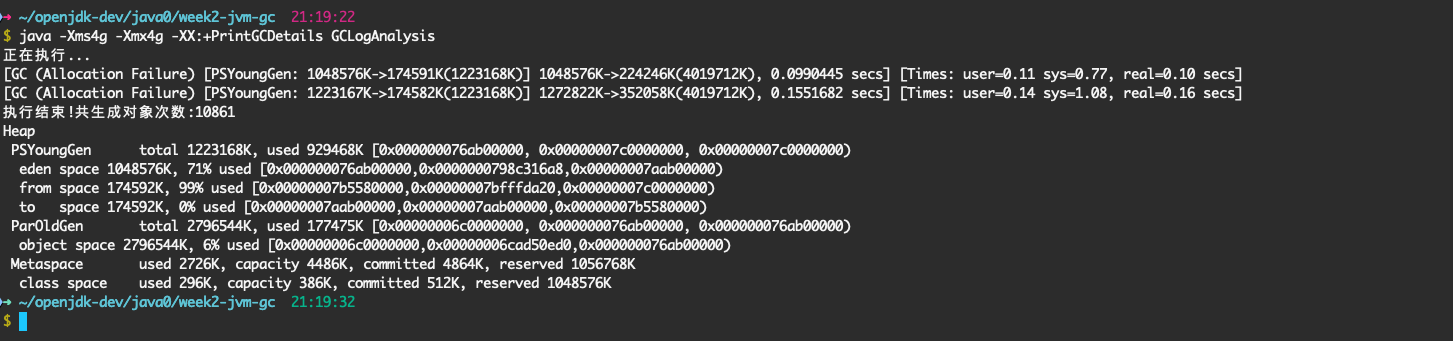 → ~/openjdk-dev/java0/week2-jvm-gc 21:19:22
$ java -Xms4g -Xmx4g -XX:+PrintGCDetails GCLogAnalysis
正在执行...
[GC (Allocation Failure) [PSYoungGen: 1048576K->174591K(1223168K)] 1048576K->224246K(4019712K), 0.0990445 secs] [Times: user=0.11 sys=0.77, real=0.10 secs]
[GC (Allocation Failure) [PSYoungGen: 1223167K->174582K(1223168K)] 1272822K->352058K(4019712K), 0.1551682 secs] [Times: user=0.14 sys=1.08, real=0.16 secs]
执行结束!共生成对象次数:10861
Heap
 PSYoungGen      total 1223168K, used 929468K [0x000000076ab00000, 0x00000007c0000000, 0x00000007c0000000)
  eden space 1048576K, 71% used [0x000000076ab00000,0x0000000798c316a8,0x00000007aab00000)
  from space 174592K, 99% used [0x00000007b5580000,0x00000007bfffda20,0x00000007c0000000)
  to   space 174592K, 0% used [0x00000007aab00000,0x00000007aab00000,0x00000007b5580000)
 ParOldGen       total 2796544K, used 177475K [0x00000006c0000000, 0x000000076ab00000, 0x000000076ab00000)
  object space 2796544K, 6% used [0x00000006c0000000,0x00000006cad50ed0,0x000000076ab00000)
 Metaspace       used 2726K, capacity 4486K, committed 4864K, reserved 1056768K
  class space    used 296K, capacity 386K, committed 512K, reserved 1048576K
→ ~/openjdk-dev/java0/week2-jvm-gc 21:19:32
$